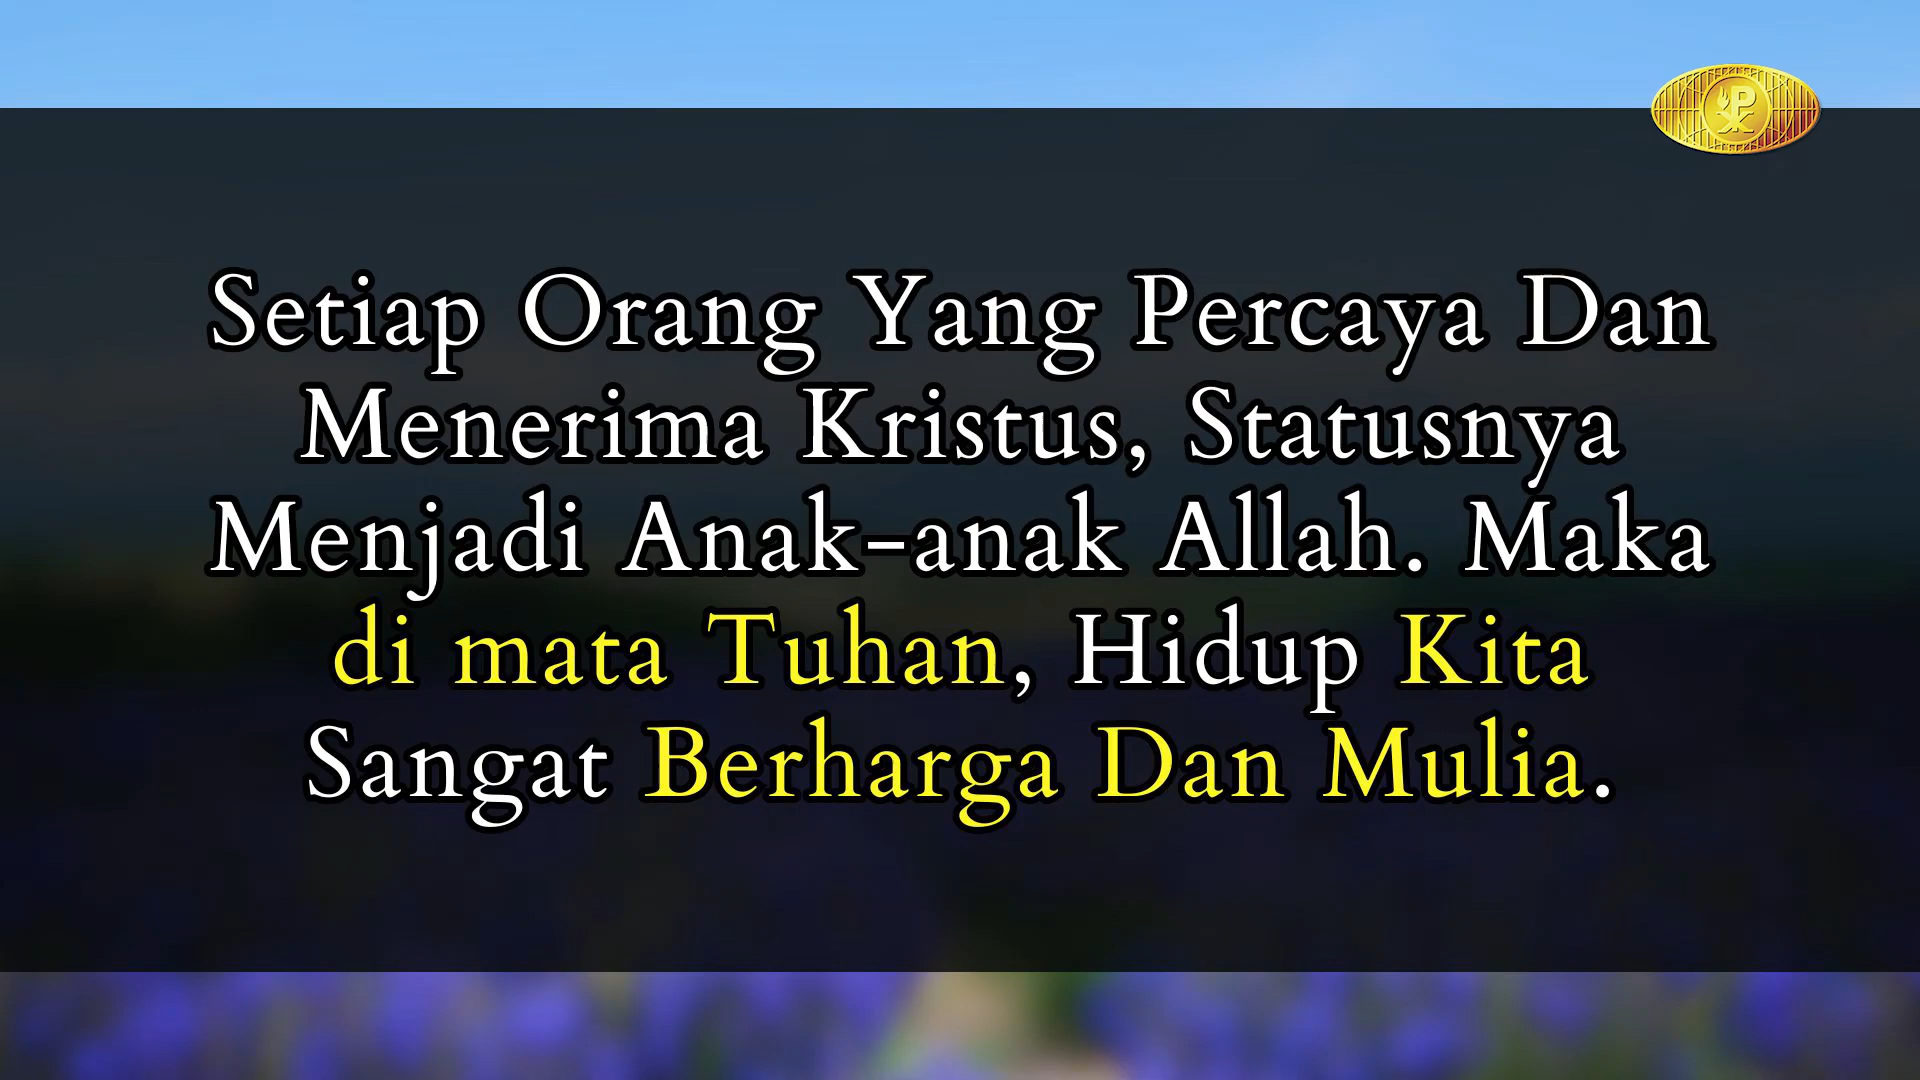 Setiap Orang Yang Percaya Dan
Menerima Kristus, Statusnya
Menjadi Anak-anak Allah. Maka
di mata Tuhan, Hidup Kita
Sangat Berharga Dan Mulia.